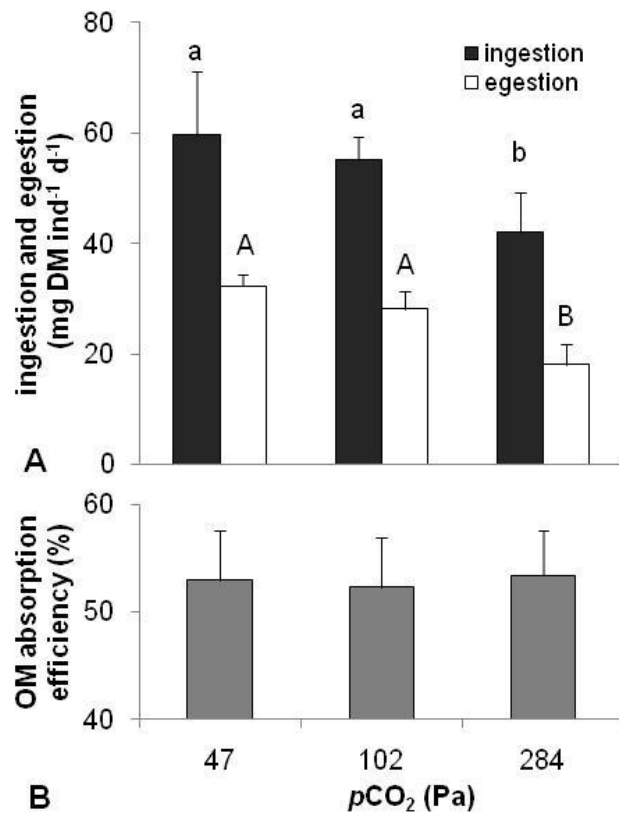 80
60
40
20
0
ingestion and egestion
(mg DM ind⁻¹ d⁻¹)
ingestion
egestion
a
a
b
A
A
B
A
60
50
40
OM absorption
efficiency (%)
47 102 284
B
pCO₂ (Pa)